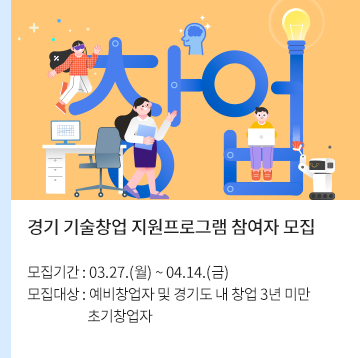 창업
경기 기술창업 지원프로그램 참여자 모집
모집기간 : 03.27.(월) ~ 04.14.(금)
모집대상 : 예비창업자 및 경기도 내 창업 3년 미만
초기창업자